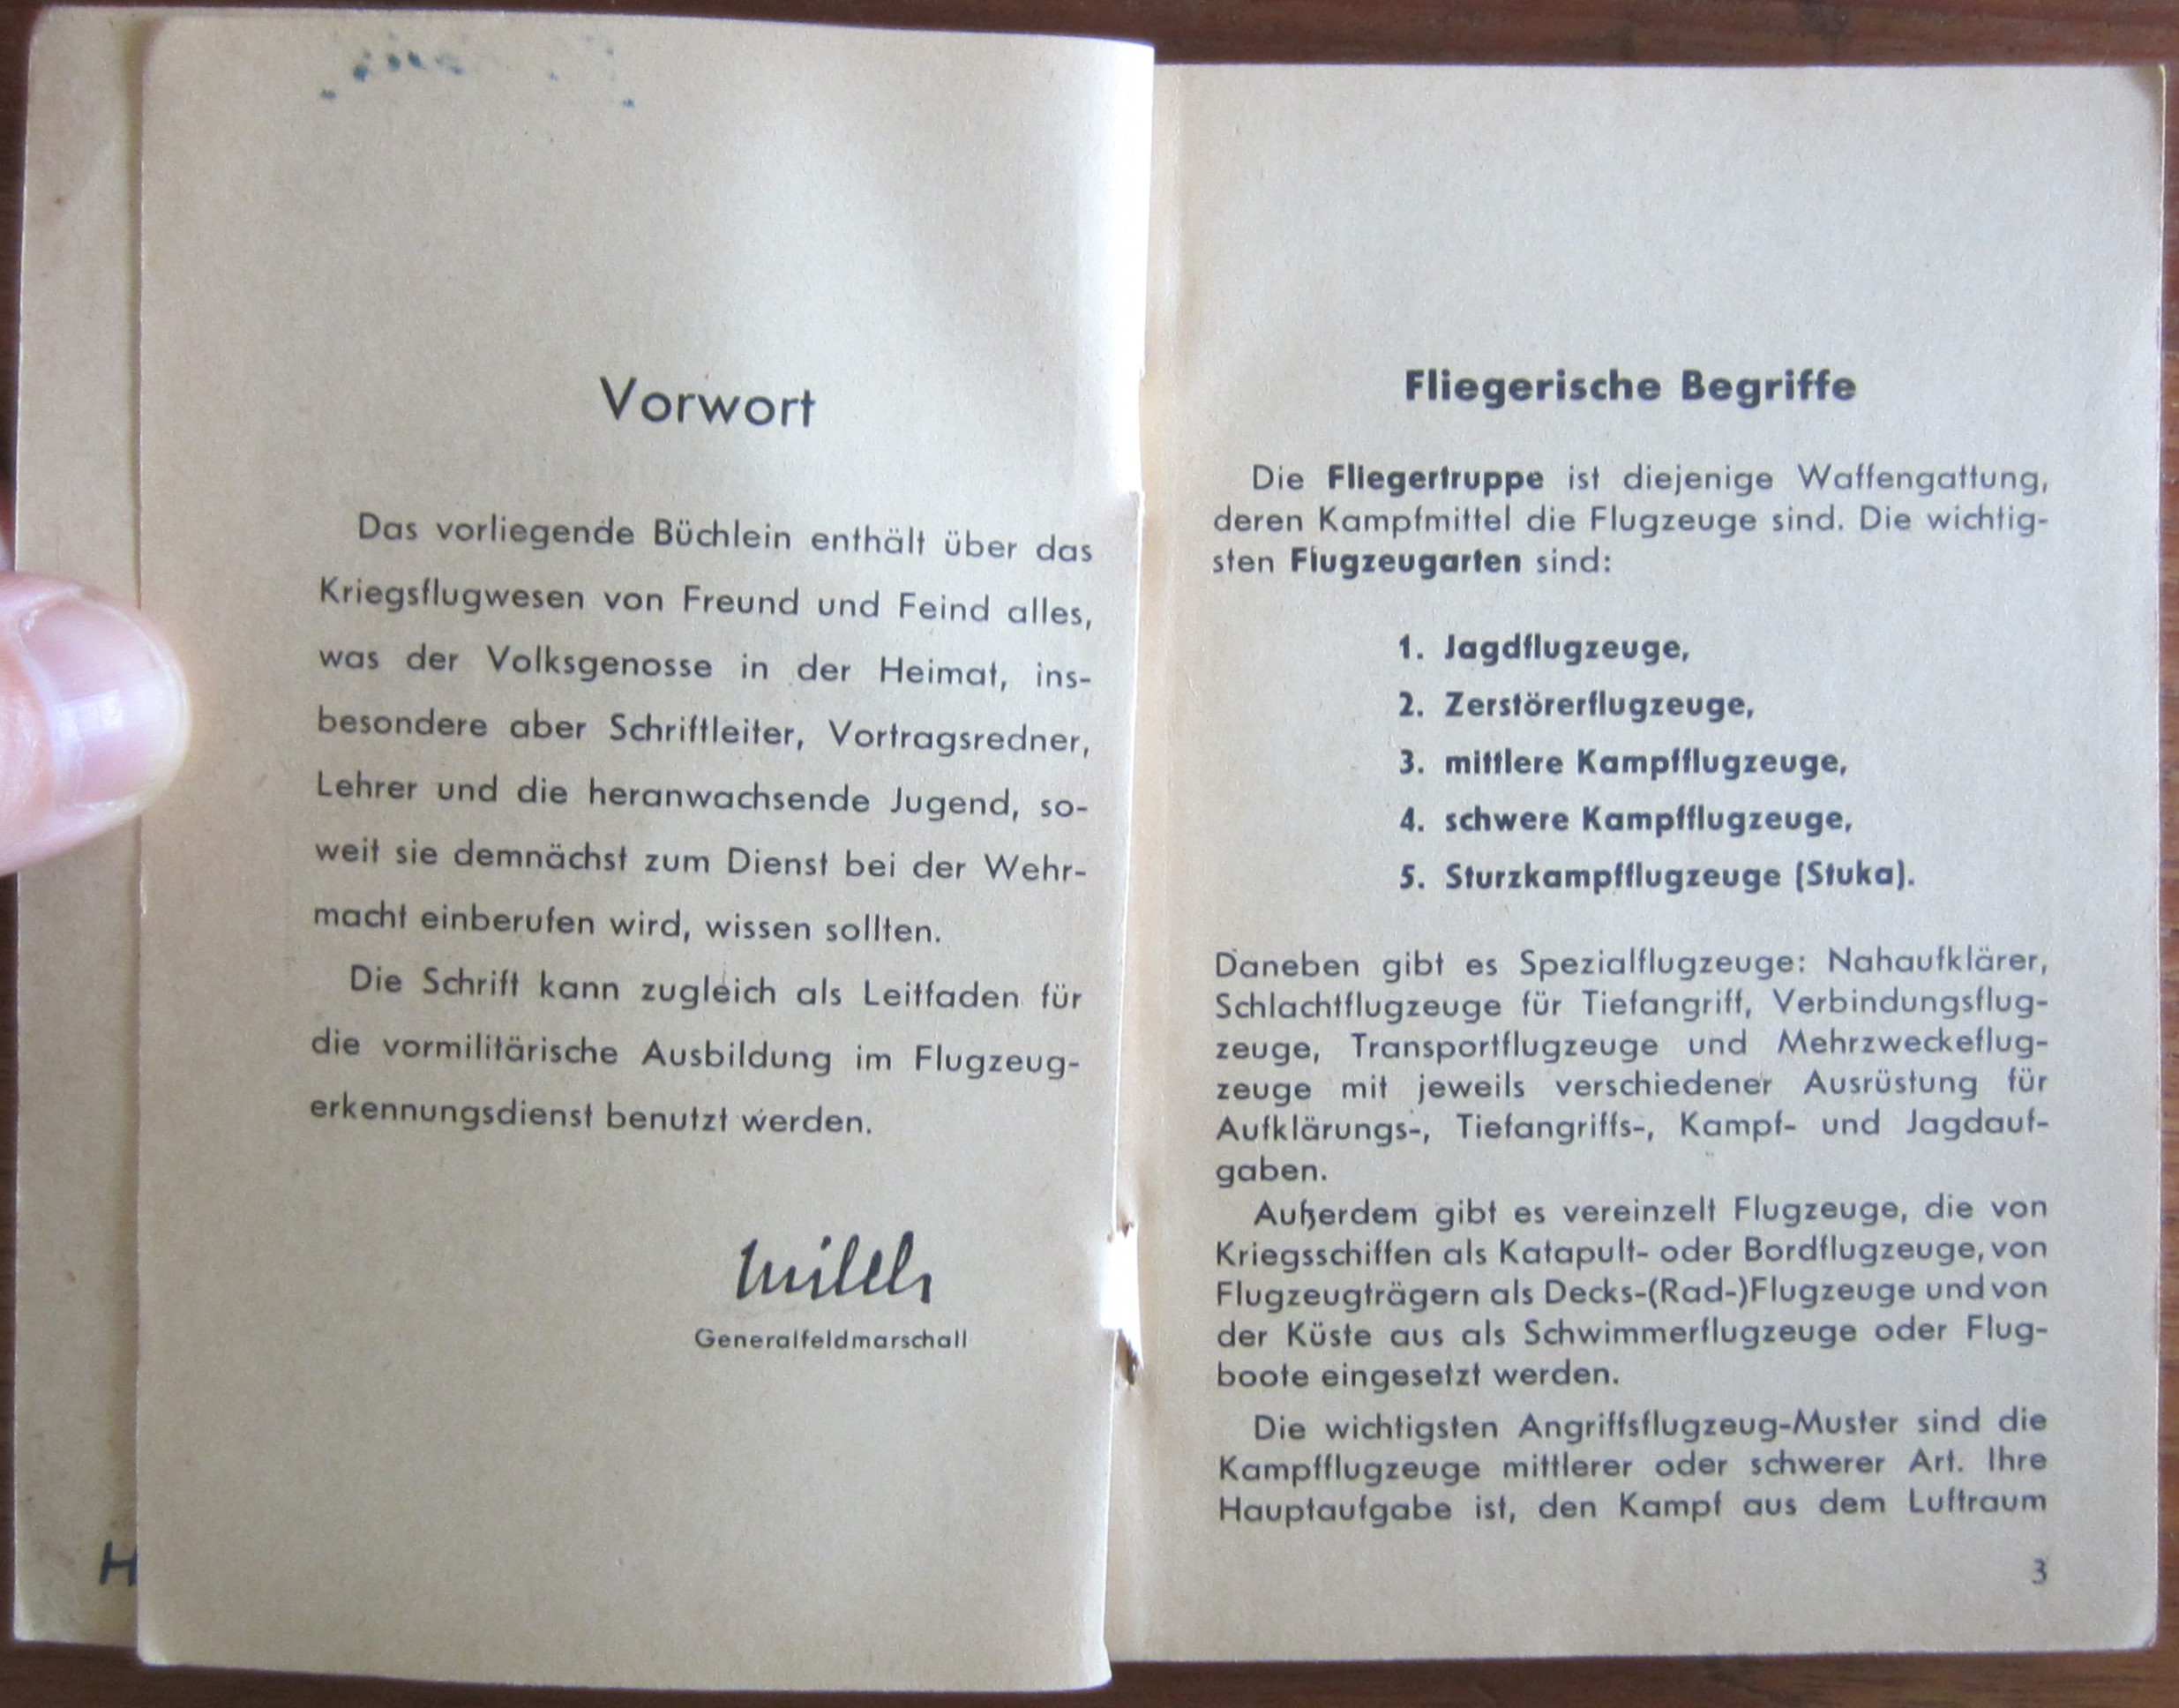 Vorwort
Das vorliegende Büchlein enthält über das
Kriegsflugwesen von Freund und Feind alles,
was der Volksgenosse in der Heimat, ins-
besondere aber Schriftleiter, Vortragsredner,
Lehrer und die heranwachsende Jugend, so-
weit sie demnächst zum Dienst bei der Wehr-
macht einberufen wird, wissen sollten.
Die Schrift kann zugleich als Leitfaden für
die vormilitärische Ausbildung im Flugzeug-
erkennungsdienst benutzt werden.
Milch
Generalfeldmarschall
H
Fliegerische Begriffe
Die Fliegertruppe ist diejenige Waffengattung,
deren Kampfmittel die Flugzeuge sind. Die wichtig-
sten Flugzeugarten sind:
1. Jagdflugzeuge,
2. Zerstörerflugzeuge,
3. mittlere Kampfflugzeuge,
4. schwere Kampfflugzeuge,
5. Sturzkampfflugzeuge (Stuka).
Daneben gibt es Spezialflugzeuge: Nahaufklärer,
Schlachtflugzeuge für Tiefangriff, Verbindungsflug-
zeuge, Transportflugzeuge und Mehrzweckeflug-
zeuge mit jeweils verschiedener Ausrüstung für
Aufklärungs-, Tiefangriffs-, Kampf- und Jagdauf-
gaben.
Außerdem gibt es vereinzelt Flugzeuge, die von
Kriegsschiffen als Katapult- oder Bordflugzeuge, von
Flugzeugträgern als Decks-(Rad-)Flugzeuge und von
der Küste aus als Schwimmerflugzeuge oder Flug-
boote eingesetzt werden.
Die wichtigsten Angriffsflugzeug-Muster sind die
Kampfflugzeuge mittlerer oder schwerer Art. Ihre
Hauptaufgabe ist, den Kampf aus dem Luftraum
3